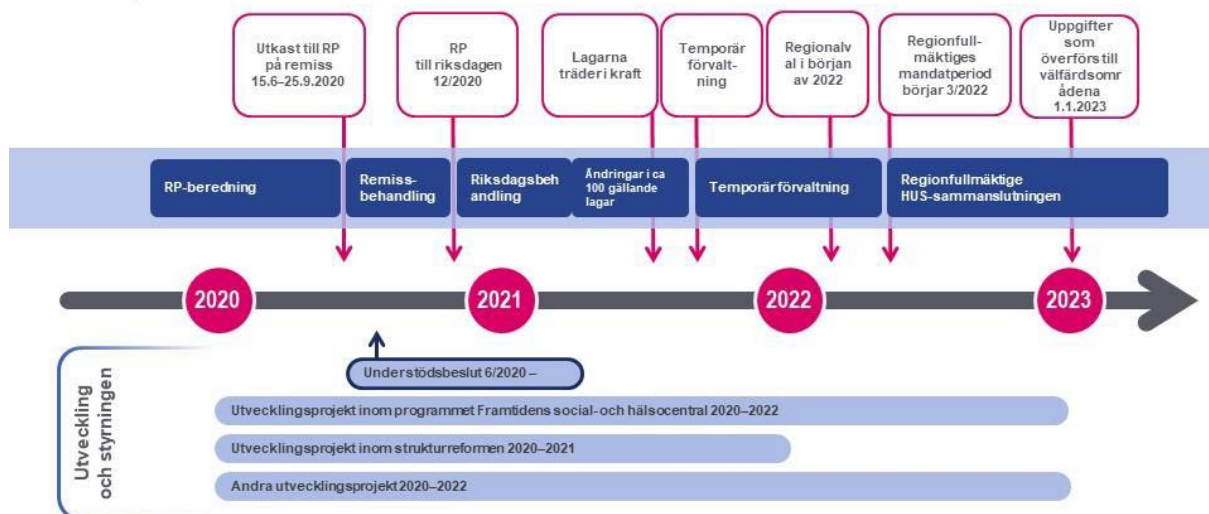 Utkast till RP
på remiss
15.6–25.9.2020
RP
till riksdagen
12/2020
Lagarna
träder i kraft
Temporär
förvalt-
ning
Regionalv
al i början
av 2022
Regionfull-
mäktiges
mandatperiod
börjar 3/2022
Uppgifter
som
överförs till
välfärdsomr
ådena
1.1.2023
RP-beredning
Remiss-
behandling
Riksdagsbeh
andling
Ändringar i ca
100 gällande
lagar
Temporär förvaltning
Regionfullmäktige
HUS-sammanslutningen
2020
2021
2022
2023
Utveckling
och styrningen
Understödsbeslut 6/2020 –
Utvecklingsprojekt inom programmet Framtidens social- och hälsocentral 2020–2022
Utvecklingsprojekt inom strukturreformen 2020–2021
Andra utvecklingsprojekt 2020–2022